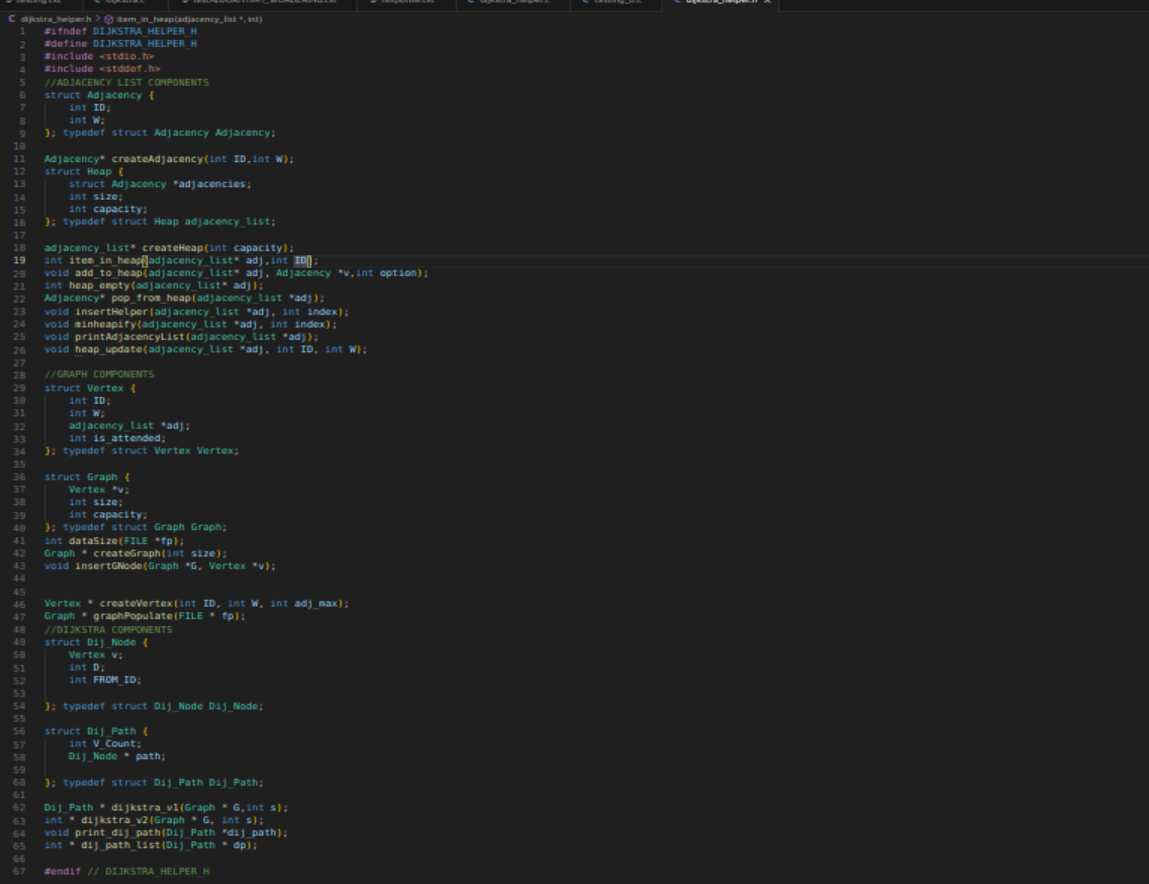 dijkstra_helper.h > item_in_heap(adjacency_list *, int)
1 #ifndef DIJKSTRA_HELPER_H
2 #define DIJKSTRA_HELPER_H
3 #include <stdio.h>
4 #include <stddef.h>
5 //ADJACENCY LIST COMPONENTS
6 struct Adjacency {
7 int ID;
8 int W;
9 }; typedef struct Adjacency Adjacency;
10
11 Adjacency* createAdjacency(int ID,int W);
12 struct Heap {
13 struct Adjacency *adjacencies;
14 int size;
15 int capacity;
16 }; typedef struct Heap adjacency_list;
17
18 adjacency_list* createHeap(int capacity);
19 int item_in_heap(adjacency_list* adj,int ID);
20 void add_to_heap(adjacency_list* adj, Adjacency *v,int option);
21 int heap_empty(adjacency_list* adj);
22 Adjacency* pop_from_heap(adjacency_list *adj);
23 void insertHelper(adjacency_list *adj, int index);
24 void minheapify(adjacency_list *adj, int index);
25 void printAdjacencyList(adjacency_list *adj);
26 void heap_update(adjacency_list *adj, int ID, int W);
27
28 //GRAPH COMPONENTS
29 struct Vertex {
30 int ID;
31 int W;
32 adjacency_list *adj;
33 int is_attended;
34 }; typedef struct Vertex Vertex;
35
36 struct Graph {
37 Vertex *v;
38 int size;
39 int capacity;
40 }; typedef struct Graph Graph;
41 int dataSize(FILE *fp);
42 Graph * createGraph(int size);
43 void insertGNode(Graph *G, Vertex *v);
44
45
46 Vertex * createVertex(int ID, int W, int adj_max);
47 Graph * graphPopulate(FILE * fp);
48 //DIJKSTRA COMPONENTS
49 struct Dij_Node {
50 Vertex v;
51 int D;
52 int FROM_ID;
53
54 }; typedef struct Dij_Node Dij_Node;
55
56 struct Dij_Path {
57 int V_Count;
58 Dij_Node * path;
59
60 }; typedef struct Dij_Path Dij_Path;
61
62 Dij_Path * dijkstra_v1(Graph * G,int s);
63 int * dijkstra_v2(Graph * G, int s);
64 void print_dij_path(Dij_Path *dij_path);
65 int * dij_path_list(Dij_Path * dp);
66
67 #endif // DIJKSTRA_HELPER_H